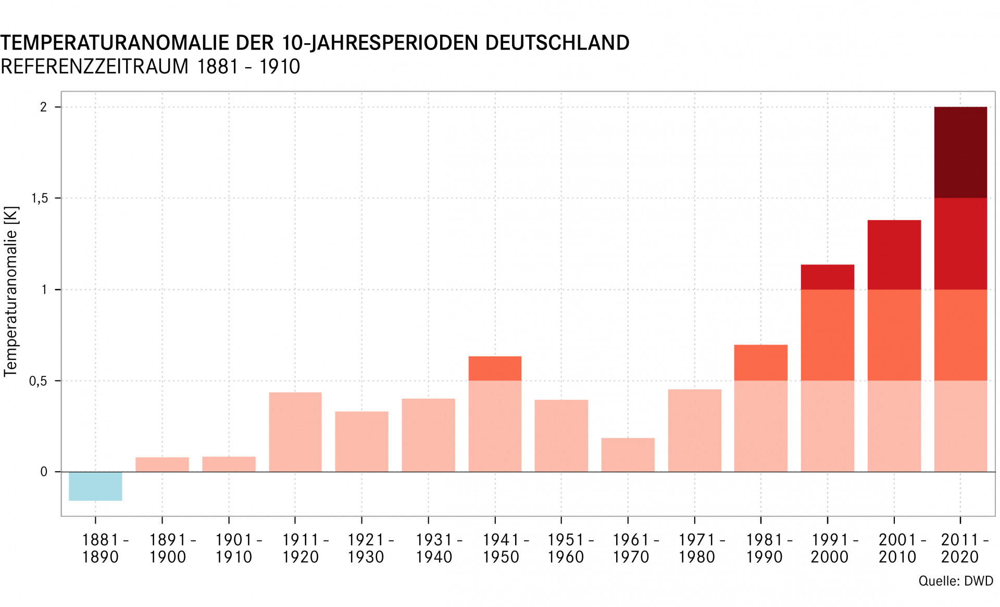 TEMPERATURANOMALIE DER 10-JAHRESPERIODEN DEUTSCHLAND
REFERENZZEITRAUM 1881 - 1910
Temperaturanomalie [K]
2
1,5
1
0,5
0
1881 - 1891 - 1901 - 1911 - 1921 - 1931 - 1941 - 1951 - 1961 - 1971 - 1981 - 1991 - 2001 - 2011 -
1890 1900 1910 1920 1930 1940 1950 1960 1970 1980 1990 2000 2010 2020
Quelle: DWD